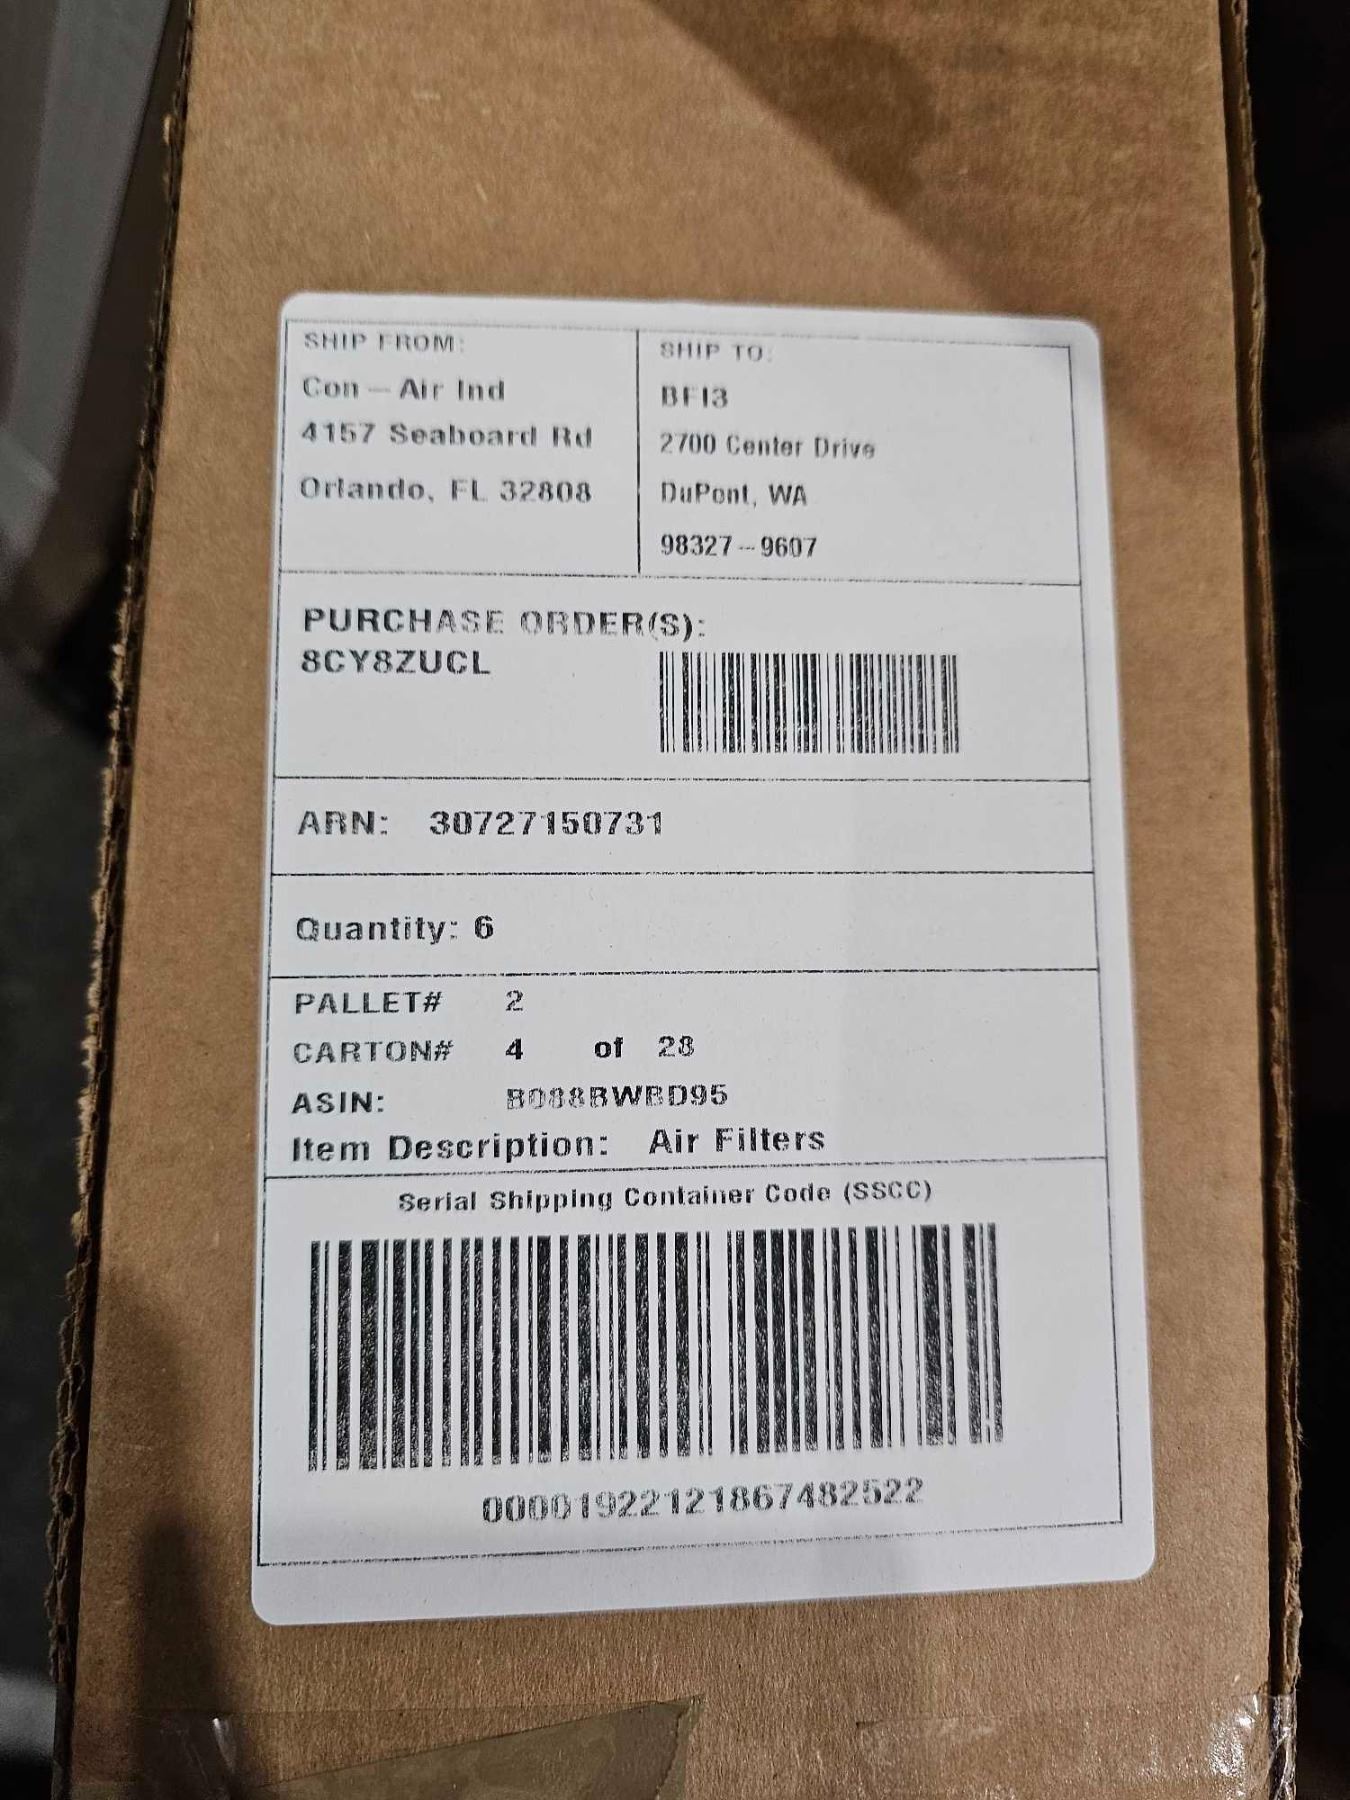 SHIP FROM:
Con - Air Ind
4157 Seaboard Rd
Orlando, FL 32808
SHIP TO:
BFI3
2700 Center Drive
DuPont, WA
98327-9607
PURCHASE ORDER(S):
8CY8ZUCL
ARN: 30727150731
Quantity: 6
PALLET# 2
CARTON# 4 of 28
ASIN: B088BWBD95
Item Description: Air Filters
Serial Shipping Container Code (SSCC)
00001922121867482522